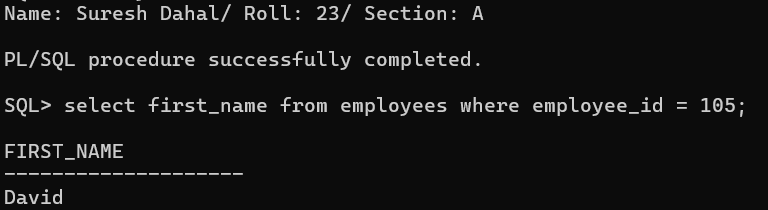 Name: Suresh Dahal/ Roll: 23/ Section: A
PL/SQL procedure successfully completed.
SQL> select first_name from employees where employee_id = 105;
FIRST_NAME
--------------------
David